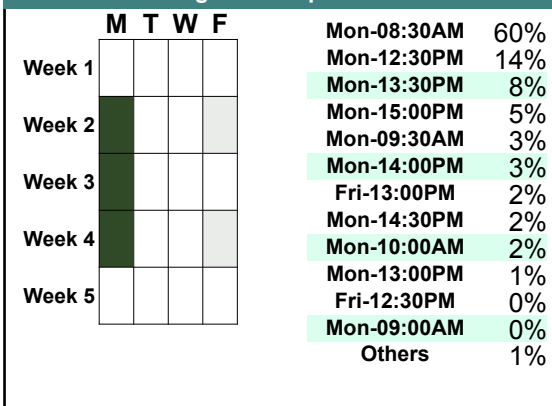 M T W F
Week 1
Week 2
Week 3
Week 4
Week 5
Mon-08:30AM 60%
Mon-12:30PM 14%
Mon-13:30PM 8%
Mon-15:00PM 5%
Mon-09:30AM 3%
Mon-14:00PM 3%
Fri-13:00PM 2%
Mon-14:30PM 2%
Mon-10:00AM 2%
Mon-13:00PM 1%
Fri-12:30PM 0%
Mon-09:00AM 0%
Others 1%